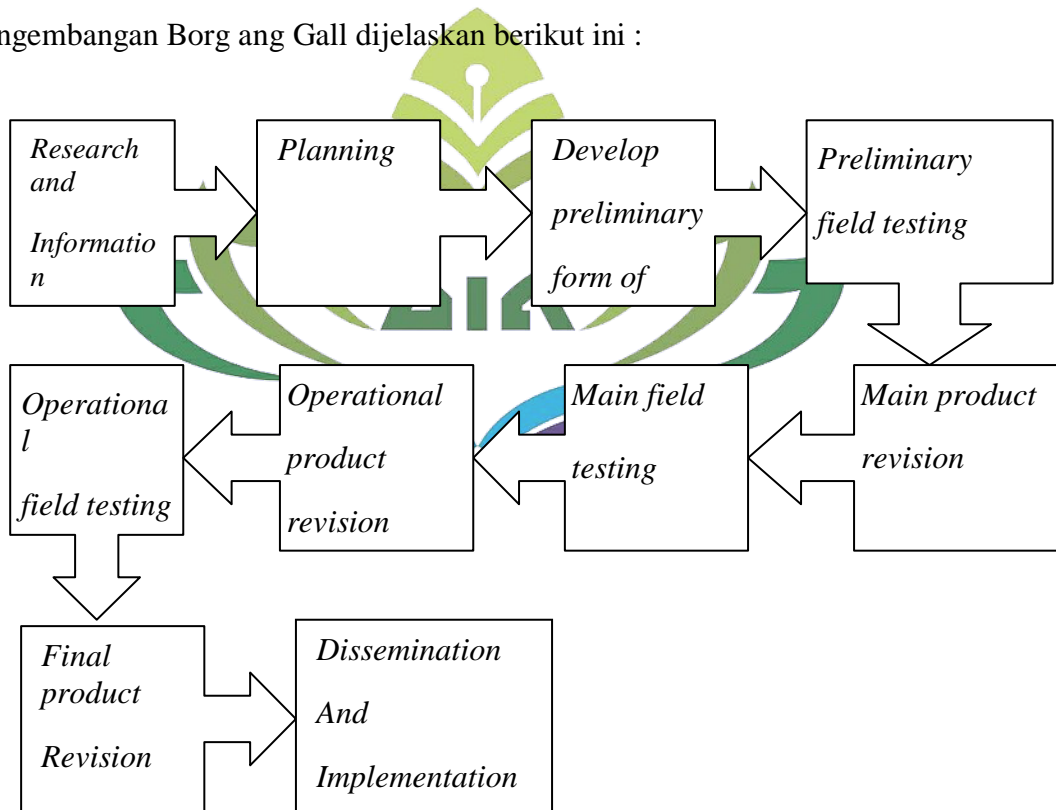 ngembangan Borg ang Gall dijelaskan berikut ini :
Research
and
Informatio
n
Planning
Develop
preliminary
form of
Preliminary
field testing
Main product
revision
Main field
testing
Operational
product
revision
Operationa
l
field testing
Final
product
Revision
Dissemination
And
Implementation